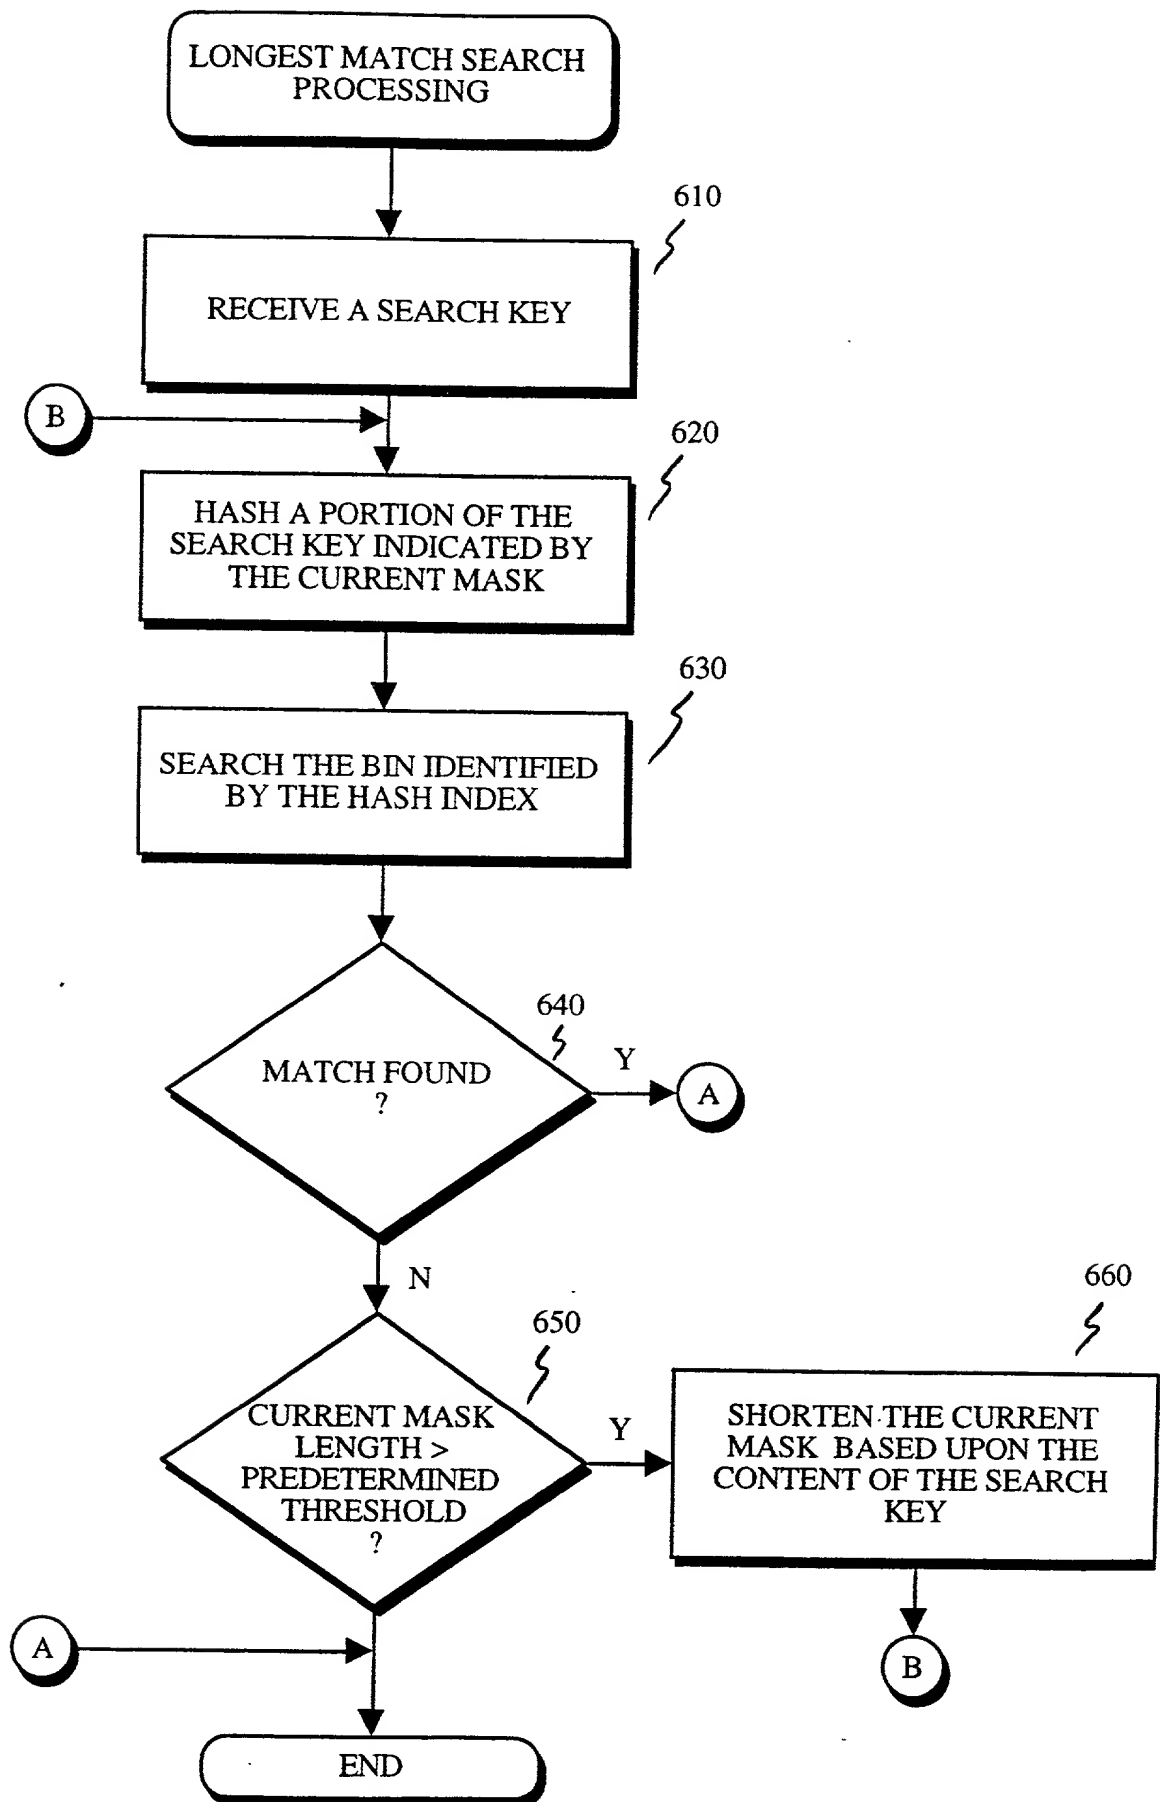 LONGEST MATCH SEARCH
PROCESSING
610
RECEIVE A SEARCH KEY
B
620
HASH A PORTION OF THE
SEARCH KEY INDICATED BY
THE CURRENT MASK
630
SEARCH THE BIN IDENTIFIED
BY THE HASH INDEX
640
MATCH FOUND
?
Y
A
N
650
660
CURRENT MASK
LENGTH >
PREDETERMINED
THRESHOLD
?
Y
SHORTEN THE CURRENT
MASK BASED UPON THE
CONTENT OF THE SEARCH
KEY
A
B
END